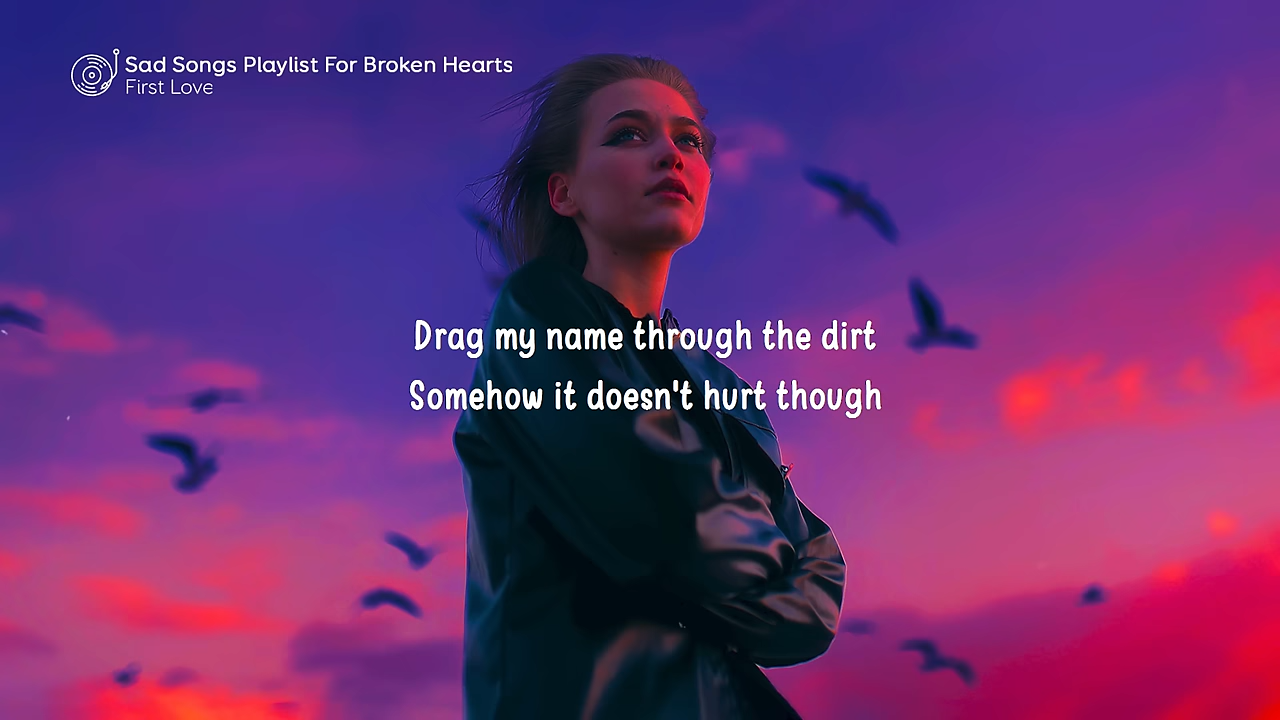 Sad Songs Playlist For Broken Hearts
First Love
Drag my name through the dirt
Somehow it doesn't hurt though